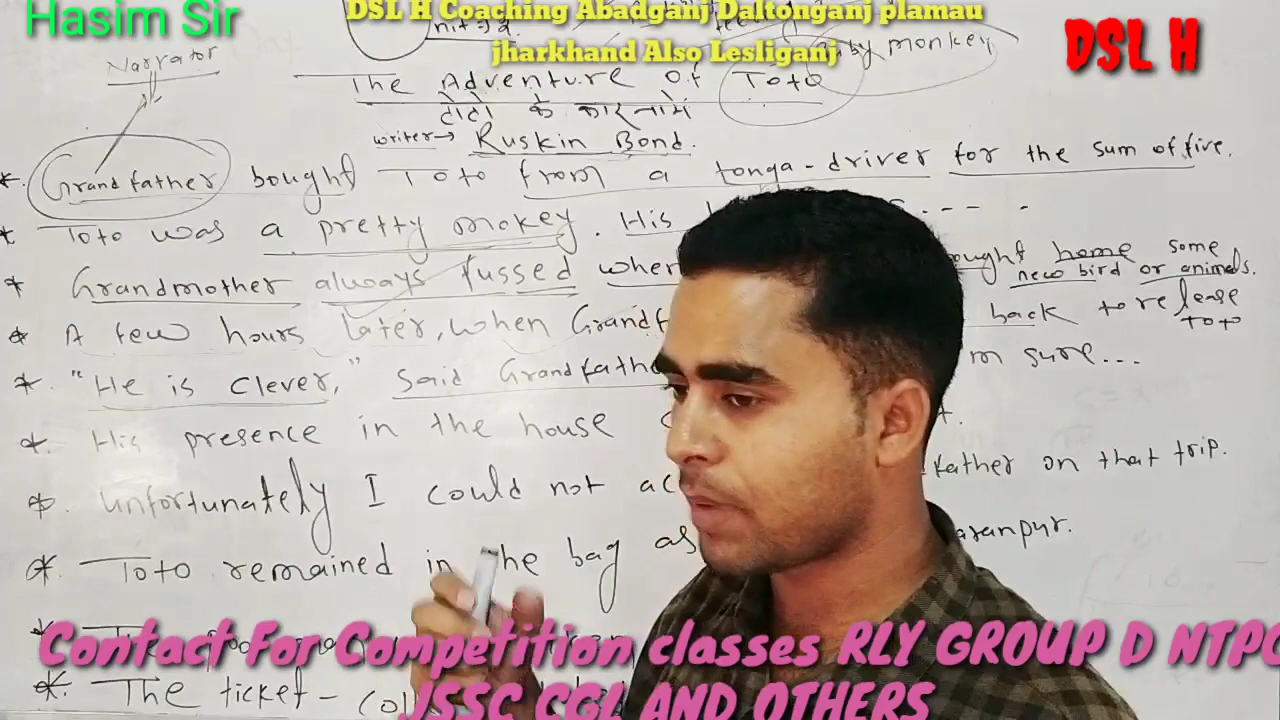 Hasim Sir
DSL H Coaching Abadganj Daltonganj plamau
jharkhand Also Lesliganj
DSL H
Narrator
monkey
The Adventure of Toto
टोटो के कारनामे
writer→ Ruskin Bond.
* Grandfather bought Toto from a tonga-driver for the sum of five.
* Toto was a pretty mokey. His
* Grandmother always fussed when ought home some
new bird or animals.
* A few hours later, when Grandf back to release
Toto
* "He is clever," Said Grandfathe m sure...
* His presence in the house
* Unfortunately I could not ac father on that trip.
* Toto remained in the bag as aranpur.
* The
* The ticket-col
Contact For Competition classes RLY GROUP D NTPC
JSSC CGL AND OTHERS